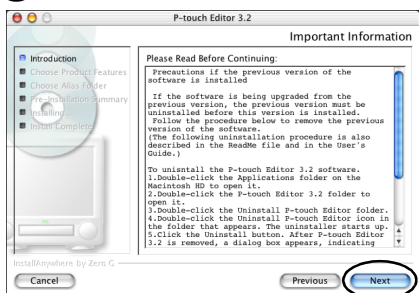 P-touch Editor 3.2
Important Information
Introduction
Choose Product Features
Choose Alias Folder
Pre-Installation Summary
Installing...
Install Complete
Please Read Before Continuing:
Precautions if the previous version of the
software is installed
If the software is being upgraded from the
previous version, the previous version must be
uninstalled before this version is installed.
Follow the procedure below to remove the previous
version of the software.
(The following uninstallation procedure is also
described in the ReadMe file and in the User's
Guide.)
To uninstall the P-touch Editor 3.2 software.
1.Double-click the Applications folder on the
Macintosh HD to open it.
2.Double-click the P-touch Editor 3.2 folder to
open it.
3.Double-click the Uninstall P-touch Editor folder.
4.Double-click the Uninstall P-touch Editor icon in
the folder that appears. The uninstaller starts up.
5.Click the Uninstall button. After P-touch Editor
3.2 is removed, a dialog box appears, indicating
InstallAnywhere by Zero G
Cancel
Previous
Next